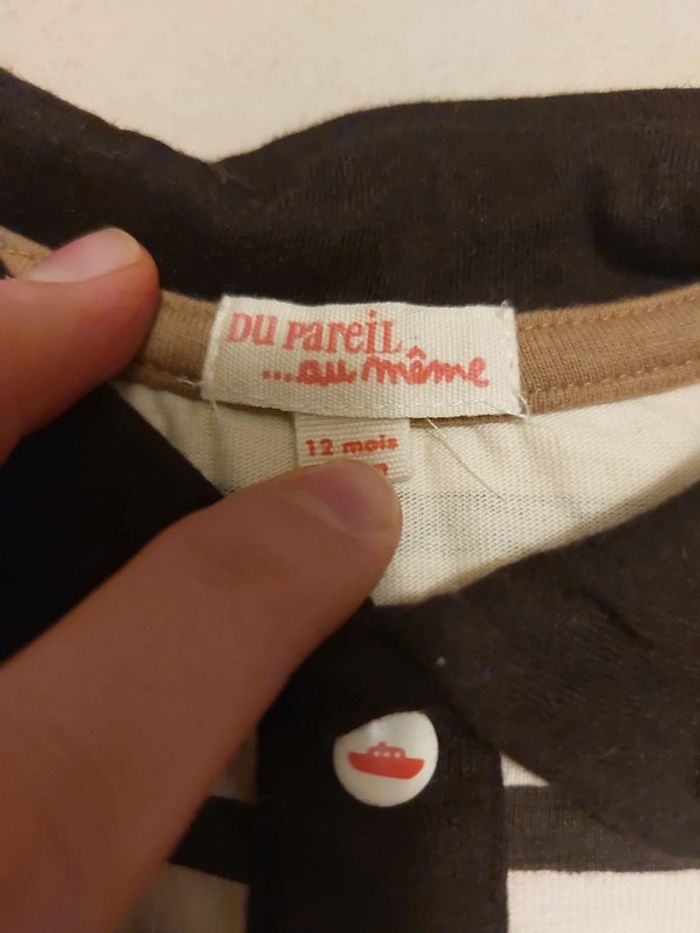 DU PAREIL
...au même
12 mois